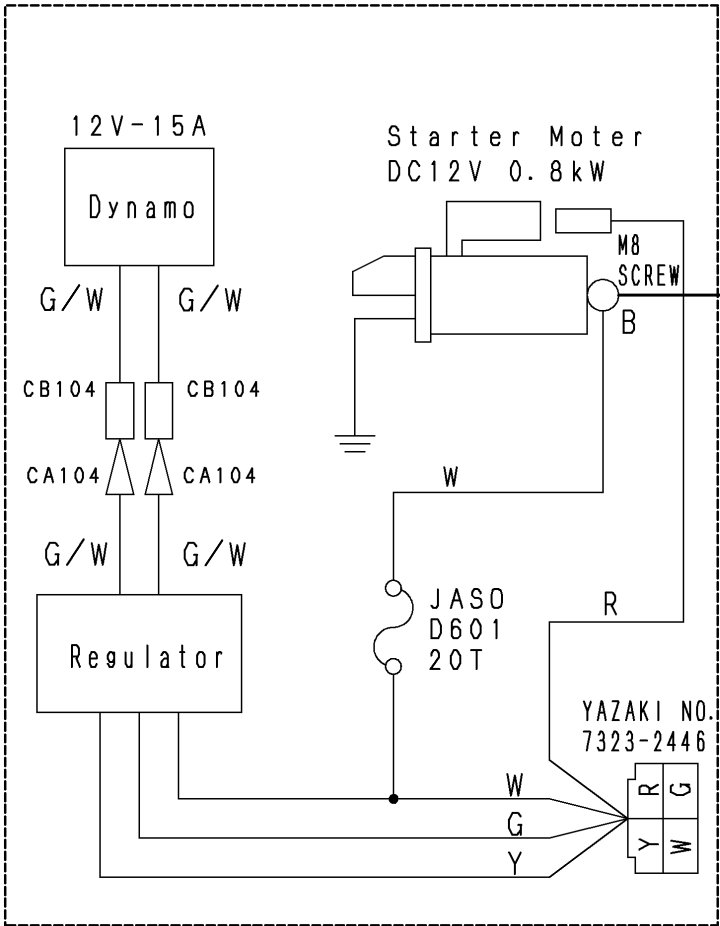 12V-15A
Dynamo
G/W
G/W
CB104
CB104
CA104
CA104
G/W
G/W
Regulator
Starter Moter
DC12V 0.8kW
M8
SCREW
B
W
JASO
D601
20T
R
YAZAKI NO.
7323-2446
W
G
Y
R
G
Y
W